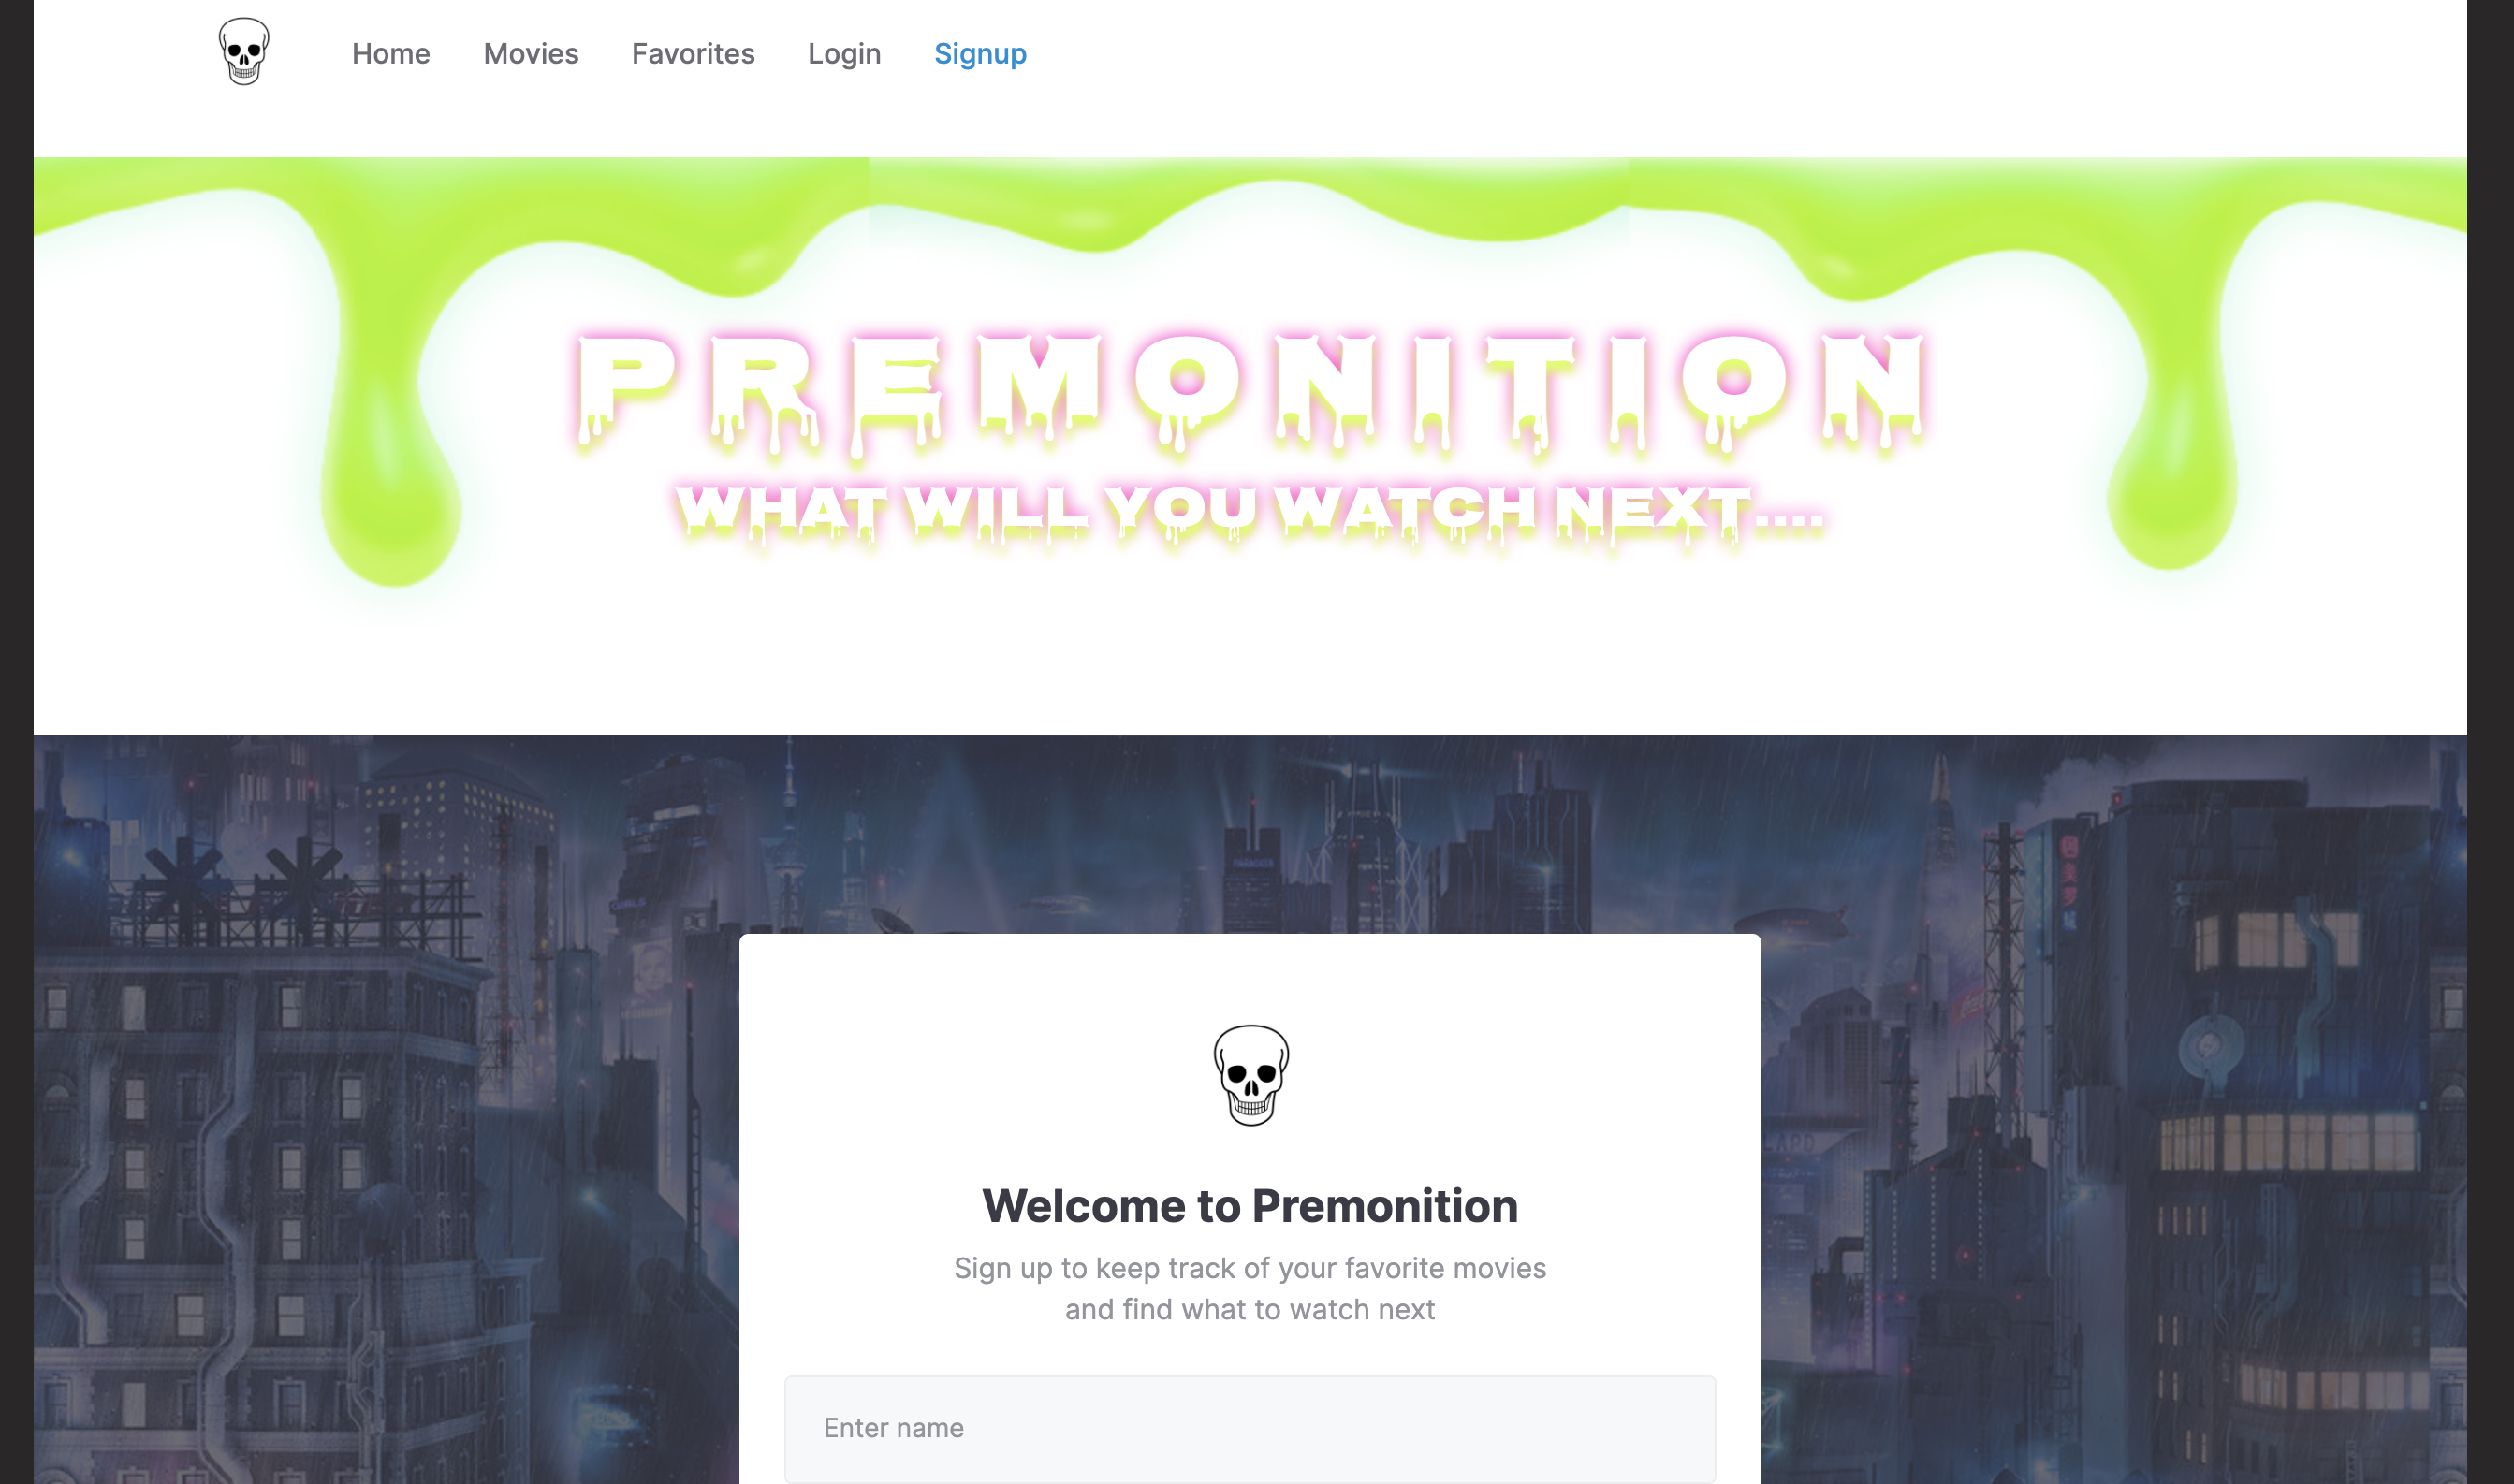 Home Movies Favorites Login Signup
PREMONITION
WHAT WILL YOU WATCH NEXT....
Welcome to Premonition
Sign up to keep track of your favorite movies
and find what to watch next
Enter name